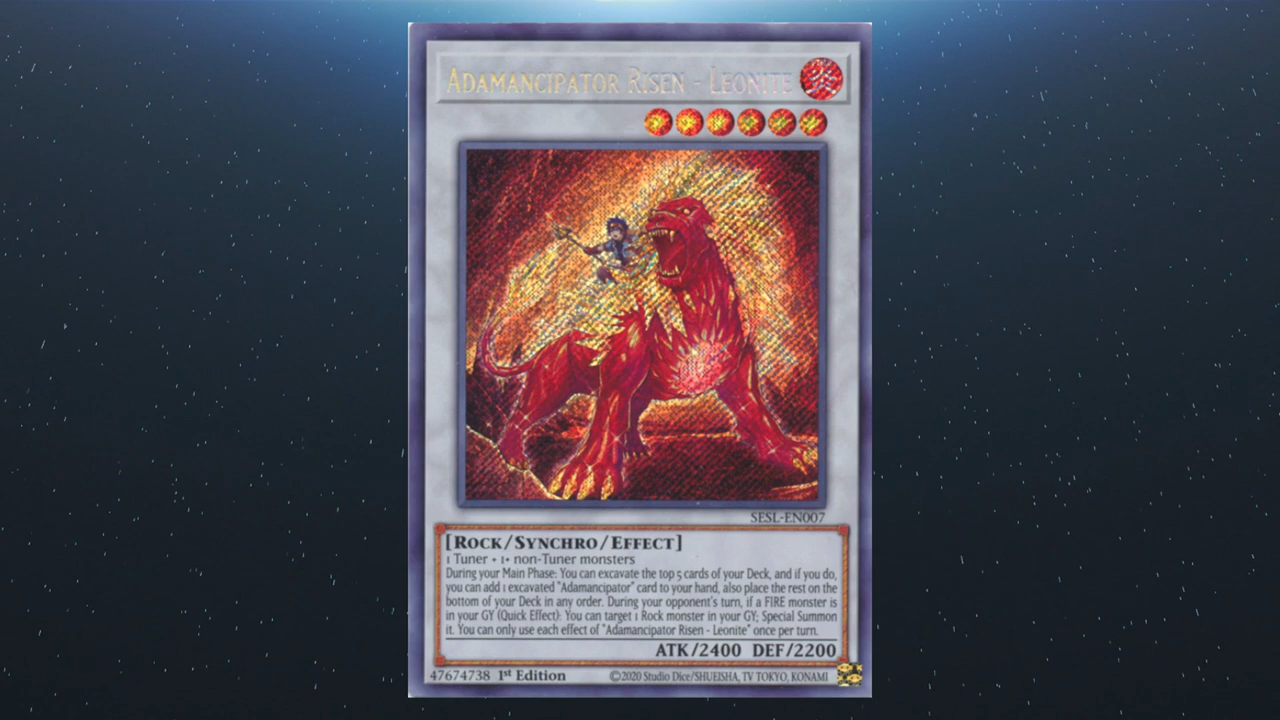 Adamancipator Risen - Leonite
SESL-EN007
[Rock/Synchro/Effect]
1 Tuner + 1+ non-Tuner monsters
During your Main Phase: You can excavate the top 5 cards of your Deck, and if you do,
you can add 1 excavated "Adamancipator" card to your hand, also place the rest on the
bottom of your Deck in any order. During your opponent's turn, if a FIRE monster is
in your GY (Quick Effect): You can target 1 Rock monster in your GY; Special Summon
it. You can only use each effect of "Adamancipator Risen - Leonite" once per turn.
ATK/2400 DEF/2200
47674738 1st Edition ©2020 Studio Dice/SHUEISHA, TV TOKYO, KONAMI